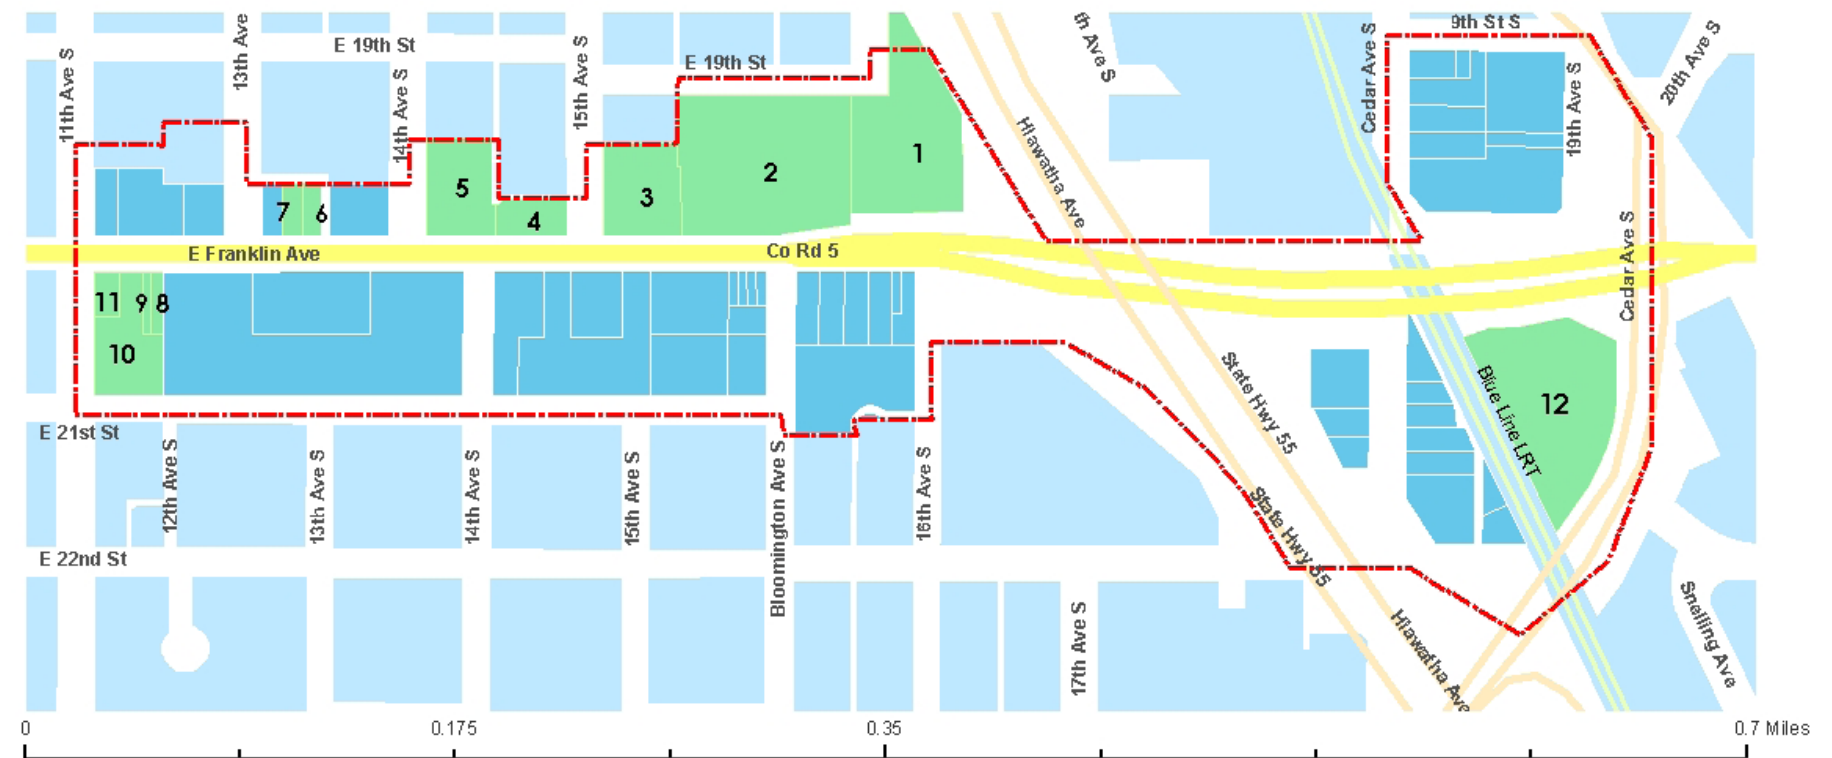 9th St S
13th Ave
th Ave S
E 19th St
E 19th St
11th Ave S
14th Ave S
15th Ave S
Cedar Ave S
19th Ave S
20th Ave S
1
2
3
4
5
6
7
Hiawatha Ave
E Franklin Ave
Co Rd 5
Cedar Ave S
11
9
8
10
State Hwy 55
Blue Line LRT
12
E 21st St
12th Ave S
13th Ave S
14th Ave S
15th Ave S
Bloomington Ave S
16th Ave S
State Hwy 55
E 22nd St
17th Ave S
Hiawatha Ave
Snelling Ave
0
0.175
0.35
0.7 Miles